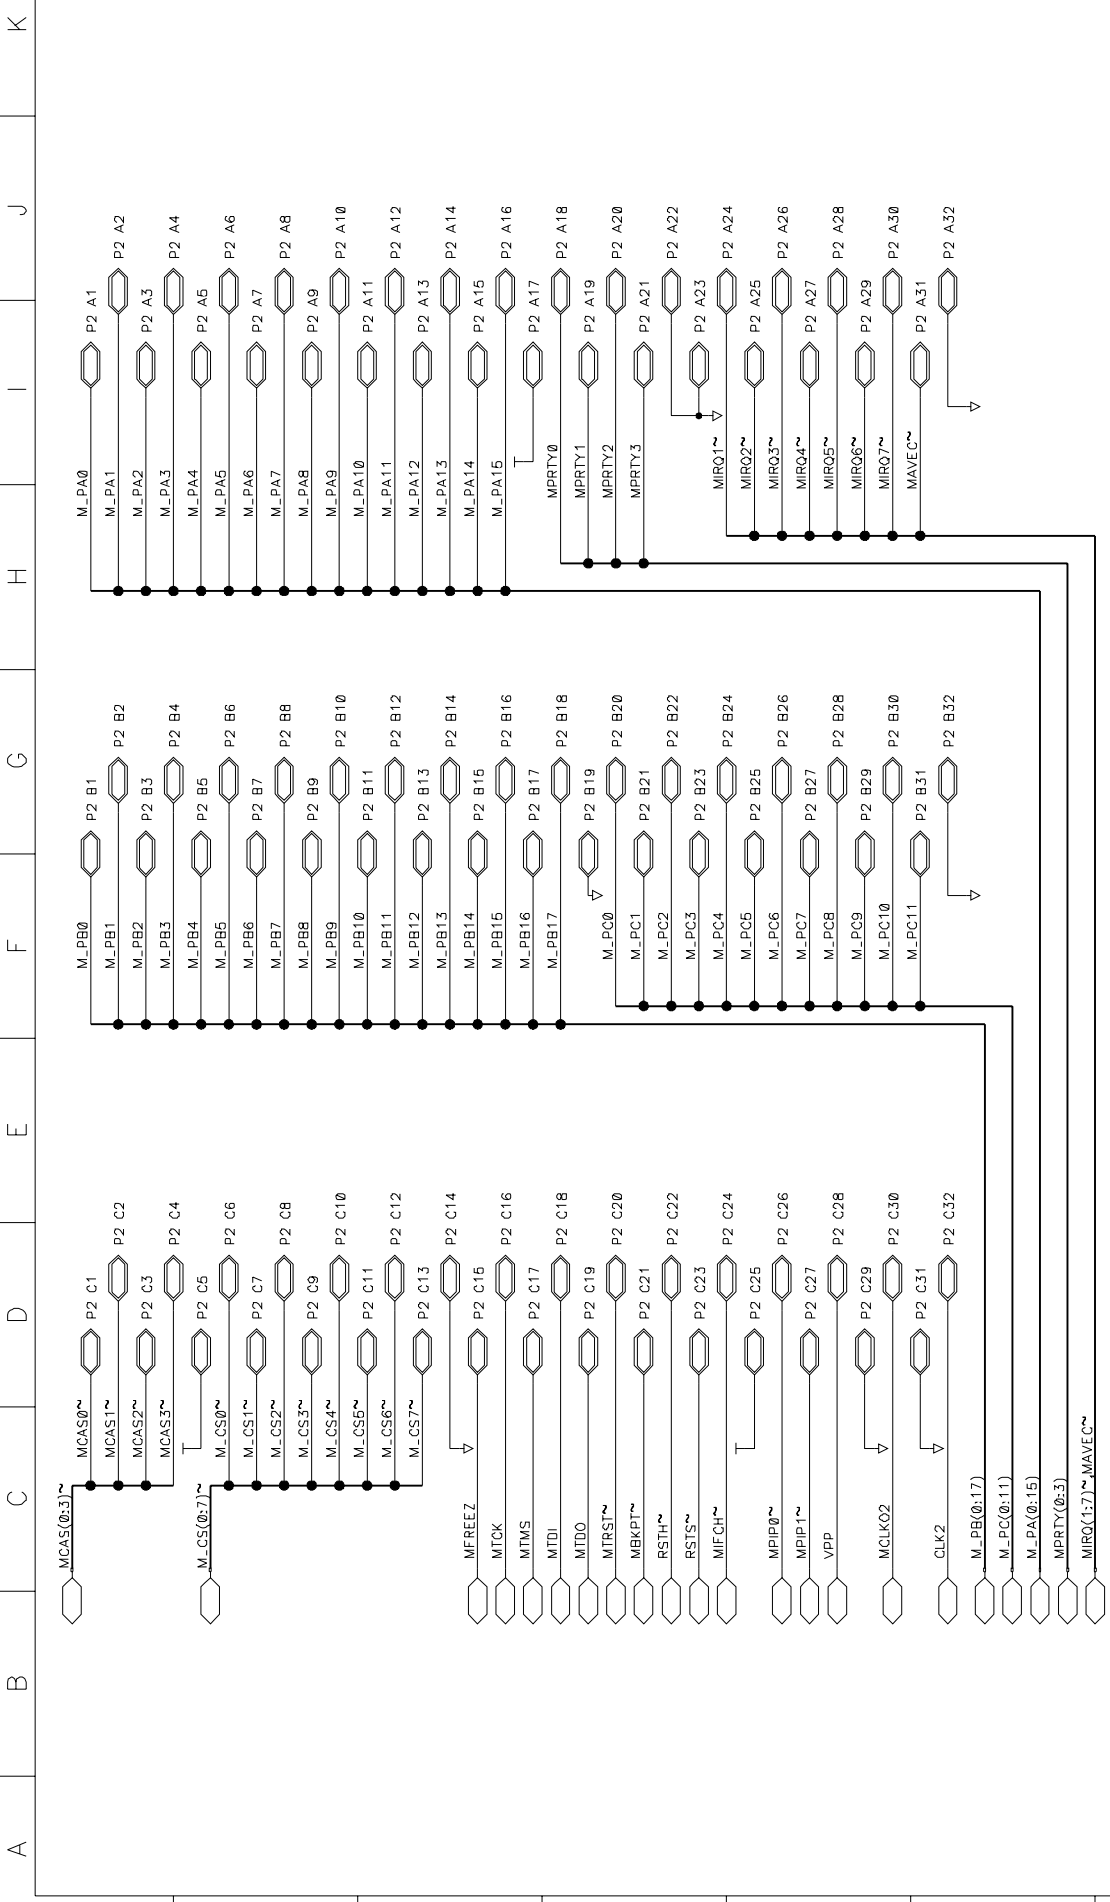 A B C D E F G H I J K
MCAS(0:3)~
MCAS0~ P2 C1 M_PB0 P2 B1 M_PA0 P2 A1
MCAS1~ P2 C2 M_PB1 P2 B2 M_PA1 P2 A2
MCAS2~ P2 C3 M_PB2 P2 B3 M_PA2 P2 A3
MCAS3~ P2 C4 M_PB3 P2 B4 M_PA3 P2 A4
P2 C5 M_PB4 P2 B5 M_PA4 P2 A5
M_CS(0:7)~
M_CS0~ P2 C6 M_PB5 P2 B6 M_PA5 P2 A6
M_CS1~ P2 C7 M_PB6 P2 B7 M_PA6 P2 A7
M_CS2~ P2 C8 M_PB7 P2 B8 M_PA7 P2 A8
M_CS3~ P2 C9 M_PB8 P2 B9 M_PA8 P2 A9
M_CS4~ P2 C10 M_PB9 P2 B10 M_PA9 P2 A10
M_CS5~ P2 C11 M_PB10 P2 B11 M_PA10 P2 A11
M_CS6~ P2 C12 M_PB11 P2 B12 M_PA11 P2 A12
M_CS7~ P2 C13 M_PB12 P2 B13 M_PA12 P2 A13
P2 C14 M_PB13 P2 B14 M_PA13 P2 A14
MFREEZ P2 C15 M_PB14 P2 B15 M_PA14 P2 A15
MTCK P2 C16 M_PB15 P2 B16 M_PA15 P2 A16
MTMS P2 C17 M_PB16 P2 B17 P2 A17
MTDI P2 C18 M_PB17 P2 B18 MPRTY0 P2 A18
MTDO P2 C19 P2 B19 MPRTY1 P2 A19
MTRST~ P2 C20 M_PC0 P2 B20 MPRTY2 P2 A20
MBKPT~ P2 C21 M_PC1 P2 B21 MPRTY3 P2 A21
RSTH~ P2 C22 M_PC2 P2 B22 P2 A22
RSTS~ P2 C23 M_PC3 P2 B23 P2 A23
MIFCH~ P2 C24 M_PC4 P2 B24 MIRQ1~ P2 A24
P2 C25 M_PC5 P2 B25 MIRQ2~ P2 A25
MPIP0~ P2 C26 M_PC6 P2 B26 MIRQ3~ P2 A26
MPIP1~ P2 C27 M_PC7 P2 B27 MIRQ4~ P2 A27
VPP P2 C28 M_PC8 P2 B28 MIRQ5~ P2 A28
P2 C29 M_PC9 P2 B29 MIRQ6~ P2 A29
MCLKO2 P2 C30 M_PC10 P2 B30 MIRQ7~ P2 A30
P2 C31 M_PC11 P2 B31 MAVEC~ P2 A31
CLK2 P2 C32 P2 B32 P2 A32
M_PB(0:17)
M_PC(0:11)
M_PA(0:15)
MPRTY(0:3)
MIRQ(1:7)~,MAVEC~